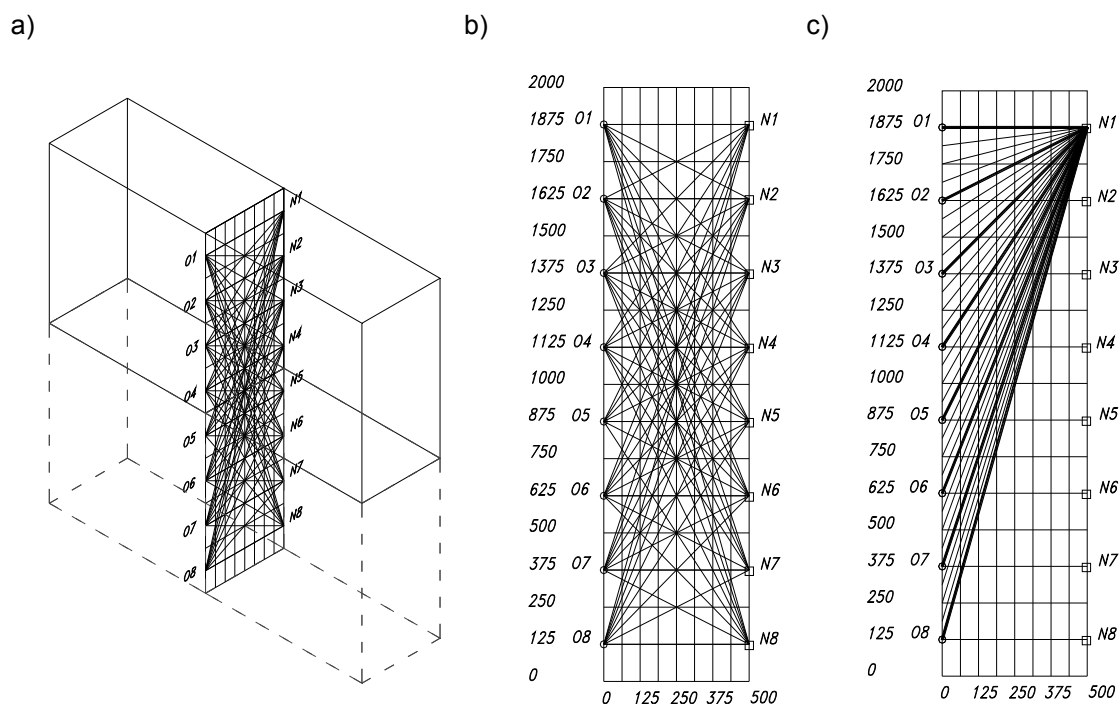 a)
b)
c)
O1
O2
O3
O4
O5
O6
O7
O8
N1
N2
N3
N4
N5
N6
N7
N8
2000
1875 O1 N1
1750
1625 O2 N2
1500
1375 O3 N3
1250
1125 O4 N4
1000
875 O5 N5
750
625 O6 N6
500
375 O7 N7
250
125 O8 N8
0
0 125 250 375 500
2000
1875 O1 N1
1750
1625 O2 N2
1500
1375 O3 N3
1250
1125 O4 N4
1000
875 O5 N5
750
625 O6 N6
500
375 O7 N7
250
125 O8 N8
0
0 125 250 375 500